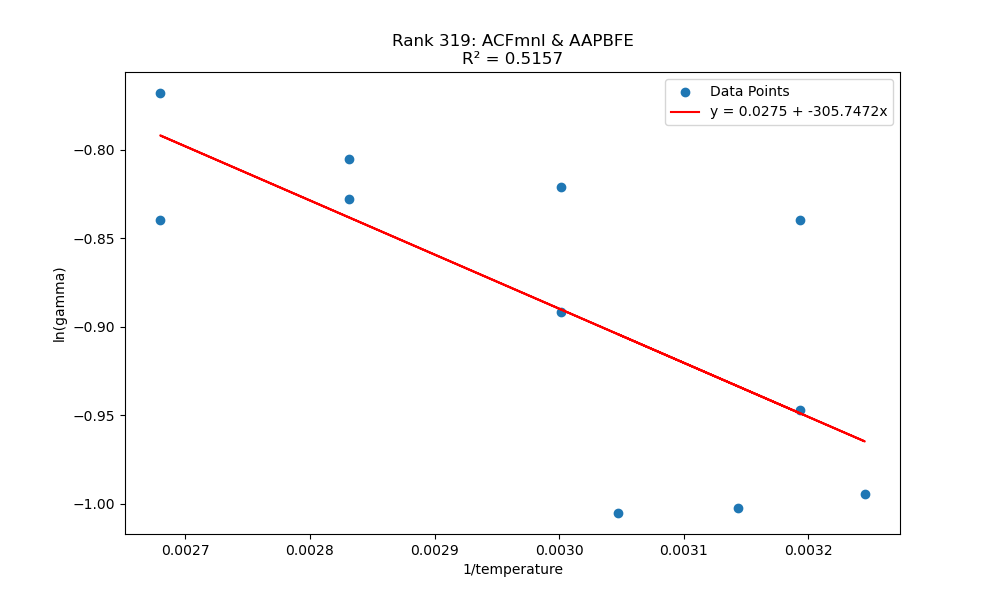 Rank 319: ACFmnI & AAPBFE
R² = 0.5157
Data Points
y = 0.0275 + -305.7472x
−0.80
−0.85
−0.90
−0.95
−1.00
ln(gamma)
0.0027
0.0028
0.0029
0.0030
0.0031
0.0032
1/temperature